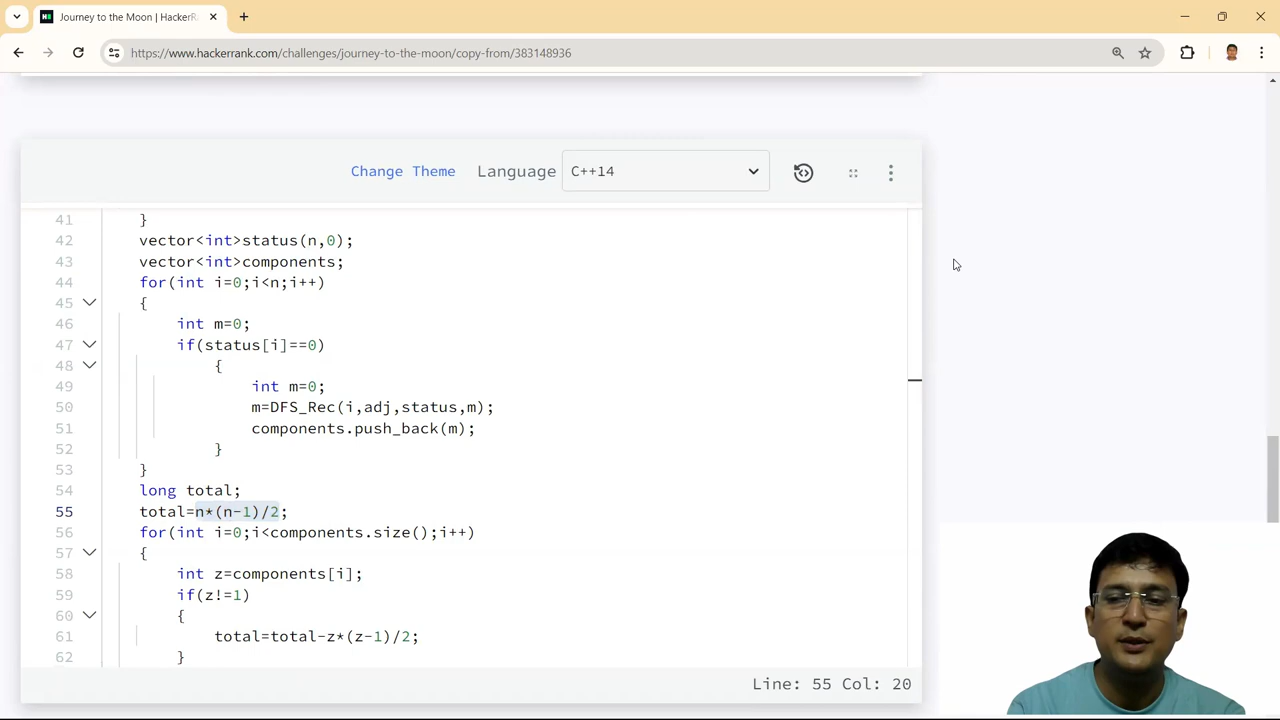 Journey to the Moon | HackerR
https://www.hackerrank.com/challenges/journey-to-the-moon/copy-from/383148936
Change Theme Language C++14
41 }
42 vector<int>status(n,0);
43 vector<int>components;
44 for(int i=0;i<n;i++)
45 {
46 int m=0;
47 if(status[i]==0)
48 {
49 int m=0;
50 m=DFS_Rec(i,adj,status,m);
51 components.push_back(m);
52 }
53 }
54 long total;
55 total=n*(n-1)/2;
56 for(int i=0;i<components.size();i++)
57 {
58 int z=components[i];
59 if(z!=1)
60 {
61 total=total-z*(z-1)/2;
62 }
Line: 55 Col: 20